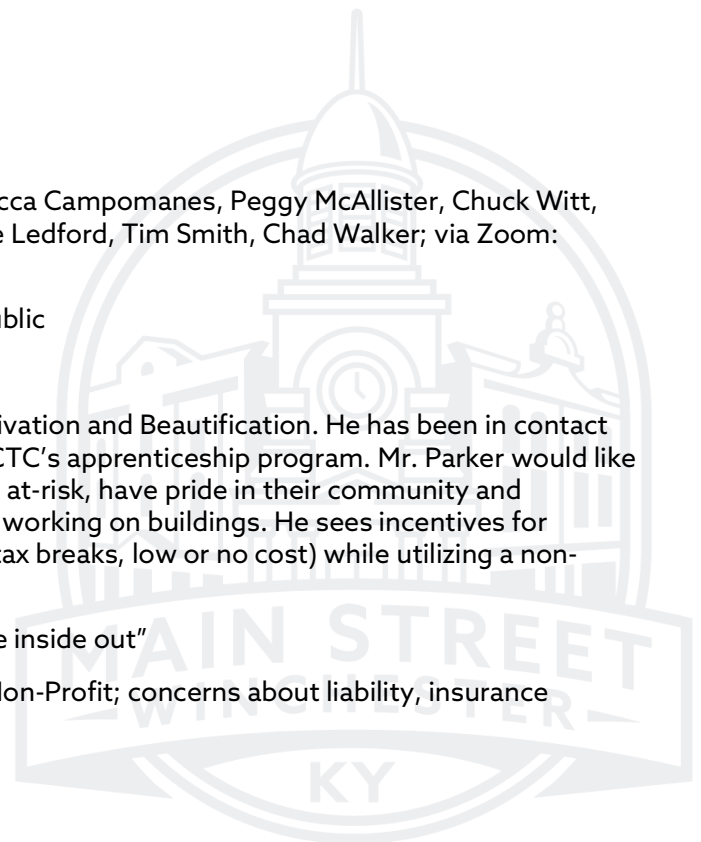 cca Campomanes, Peggy McAllister, Chuck Witt,
e Ledford, Tim Smith, Chad Walker; via Zoom:
ublic
ivation and Beautification. He has been in contact
CTC's apprenticeship program. Mr. Parker would like
at-risk, have pride in their community and
working on buildings. He sees incentives for
tax breaks, low or no cost) while utilizing a non-
e inside out”
Non-Profit; concerns about liability, insurance
MAIN STREET
WINCHESTER
KY